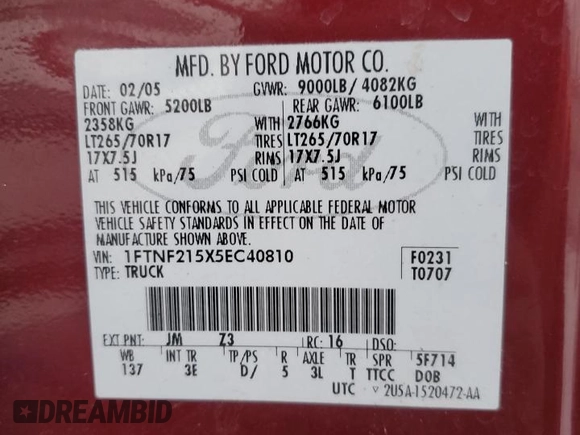 MFD. BY FORD MOTOR CO.
DATE: 02/05 GVWR: 9000LB/ 4082KG
FRONT GAWR: 5200LB REAR GAWR: 6100LB
2358KG WITH 2766KG WITH
LT265/70R17 TIRES LT265/70R17 TIRES
17X7.5J RIMS 17X7.5J RIMS
AT 515 kPa/75 PSI COLD AT 515 kPa/75 PSI COLD
Ford
THIS VEHICLE CONFORMS TO ALL APPLICABLE FEDERAL MOTOR
VEHICLE SAFETY STANDARDS IN EFFECT ON THE DATE OF
MANUFACTURE SHOWN ABOVE.
VIN: 1FTNF215X5EC40810 F0231
TYPE: TRUCK T0707
EXT PNT: JM Z3 RC: 16 DSO:
WB INT TR TP/PS R AXLE TR SPR 5F714
137 3E D/ 5 3L T TTCC DOB
UTC 2U5A-1520472-AA
DREAMBID